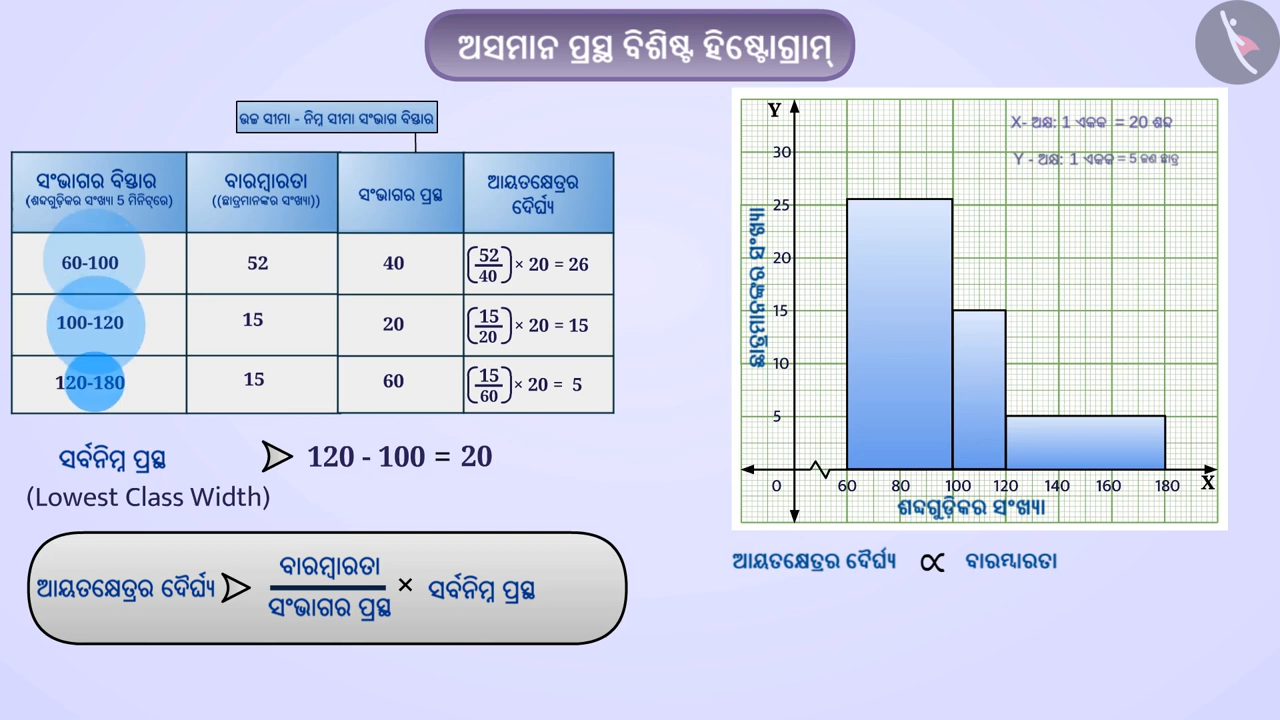 ଅସମାନ ପ୍ରସ୍ଥ ବିଶିଷ୍ଟ ହିଷ୍ଟୋଗ୍ରାମ୍
ଉଚ୍ଚ ସୀମା - ନିମ୍ନ ସୀମା ସଂଭାଗ ବିସ୍ତାର
ସଂଭାଗର ବିସ୍ତାର
(ଶବ୍ଦଗୁଡ଼ିକର ସଂଖ୍ୟା 5 ମିନିଟ୍‌ରେ)
ବାରମ୍ବାରତା
((ଛାତ୍ରମାନଙ୍କର ସଂଖ୍ୟା))
ସଂଭାଗର ପ୍ରସ୍ଥ
ଆୟତକ୍ଷେତ୍ରର
ଦୈର୍ଘ୍ୟ
60-100 52 40 (52/40) × 20 = 26
100-120 15 20 (15/20) × 20 = 15
120-180 15 60 (15/60) × 20 = 5
ସର୍ବନିମ୍ନ ପ୍ରସ୍ଥ ➢ 120 - 100 = 20
(Lowest Class Width)
ଆୟତକ୍ଷେତ୍ରର ଦୈର୍ଘ୍ୟ ➢ ବାରମ୍ବାରତା / ସଂଭାଗର ପ୍ରସ୍ଥ × ସର୍ବନିମ୍ନ ପ୍ରସ୍ଥ
Y
X- ଅକ୍ଷ: 1 ଏକକ = 20 ଶବ୍ଦ
Y - ଅକ୍ଷ: 1 ଏକକ = 5 ଜଣ ଛାତ୍ର
30
25
20
15
10
5
ଛାତ୍ରମାନଙ୍କର ସଂଖ୍ୟା
0 60 80 100 120 140 160 180 X
ଶବ୍ଦଗୁଡ଼ିକର ସଂଖ୍ୟା
ଆୟତକ୍ଷେତ୍ରର ଦୈର୍ଘ୍ୟ ∝ ବାରମ୍ବାରତା